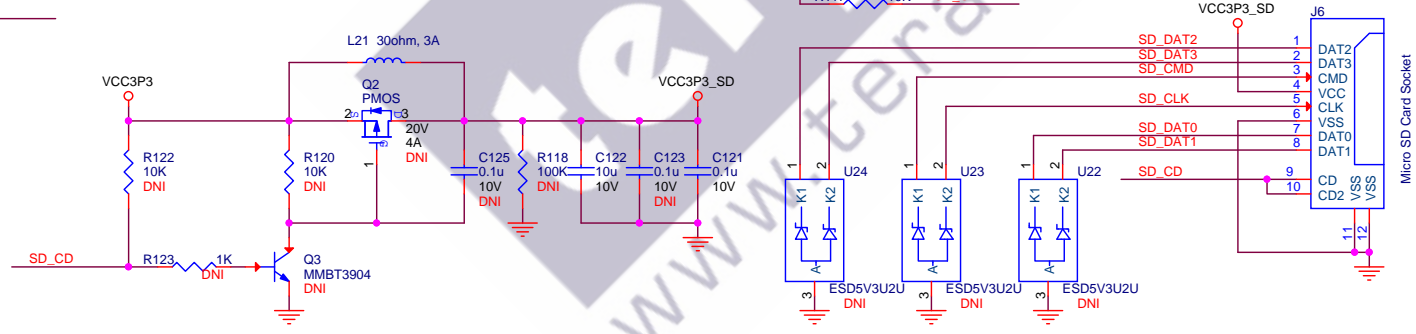 VCC3P3
R122
10K
DNI
SD_CD
R123
1K
DNI
L21 30ohm, 3A
Q2
PMOS
2
S
D
3
G
1
20V
4A
DNI
R120
10K
DNI
Q3
MMBT3904
DNI
C125
0.1u
10V
DNI
R118
100K
DNI
C122
10u
10V
C123
0.1u
10V
DNI
VCC3P3_SD
C121
0.1u
10V
1
2
U24
K1
K2
A
3
ESD5V3U2U
DNI
1
2
U23
K1
K2
A
3
ESD5V3U2U
DNI
1
2
U22
K1
K2
A
3
ESD5V3U2U
DNI
VCC3P3_SD
J6
SD_DAT2 1 DAT2
SD_DAT3 2 DAT3
SD_CMD 3 CMD
4 VCC
SD_CLK 5 CLK
6 VSS
SD_DAT0 7 DAT0
SD_DAT1 8 DAT1
SD_CD 9 CD
10 CD2
VSS
VSS
11
12
Micro SD Card Socket
www.tera